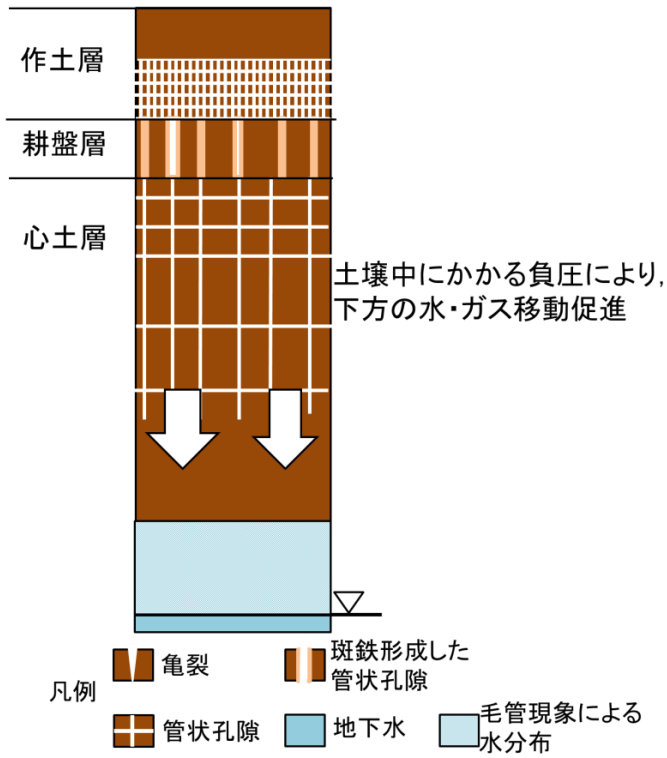 作土層
耕盤層
心土層
土壌中にかかる負圧により,
下方の水・ガス移動促進
凡例
亀裂
斑鉄形成した
管状孔隙
管状孔隙
地下水
毛管現象による
水分布